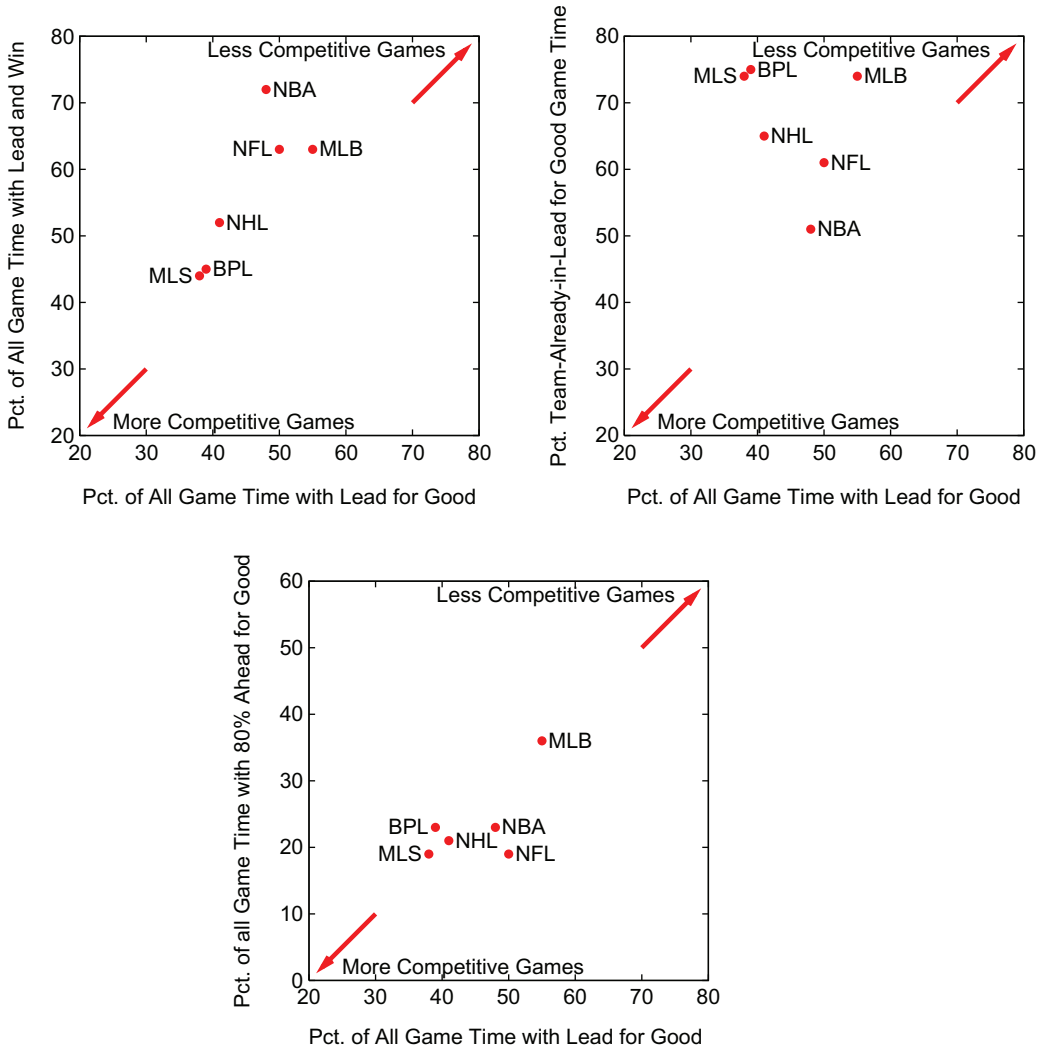 Pct. of All Game Time with Lead and Win
80
70
60
50
40
30
20
Less Competitive Games
NBA
NFL
MLB
NHL
MLS
BPL
More Competitive Games
20 30 40 50 60 70 80
Pct. of All Game Time with Lead for Good
Pct. Team-Already-in-Lead for Good Game Time
80
70
60
50
40
30
20
Less Competitive Games
MLS
BPL
MLB
NHL
NFL
NBA
More Competitive Games
20 30 40 50 60 70 80
Pct. of All Game Time with Lead for Good
Pct. of all Game Time with 80% Ahead for Good
60
50
40
30
20
10
0
Less Competitive Games
MLB
BPL
NBA
NHL
MLS
NFL
More Competitive Games
20 30 40 50 60 70 80
Pct. of All Game Time with Lead for Good